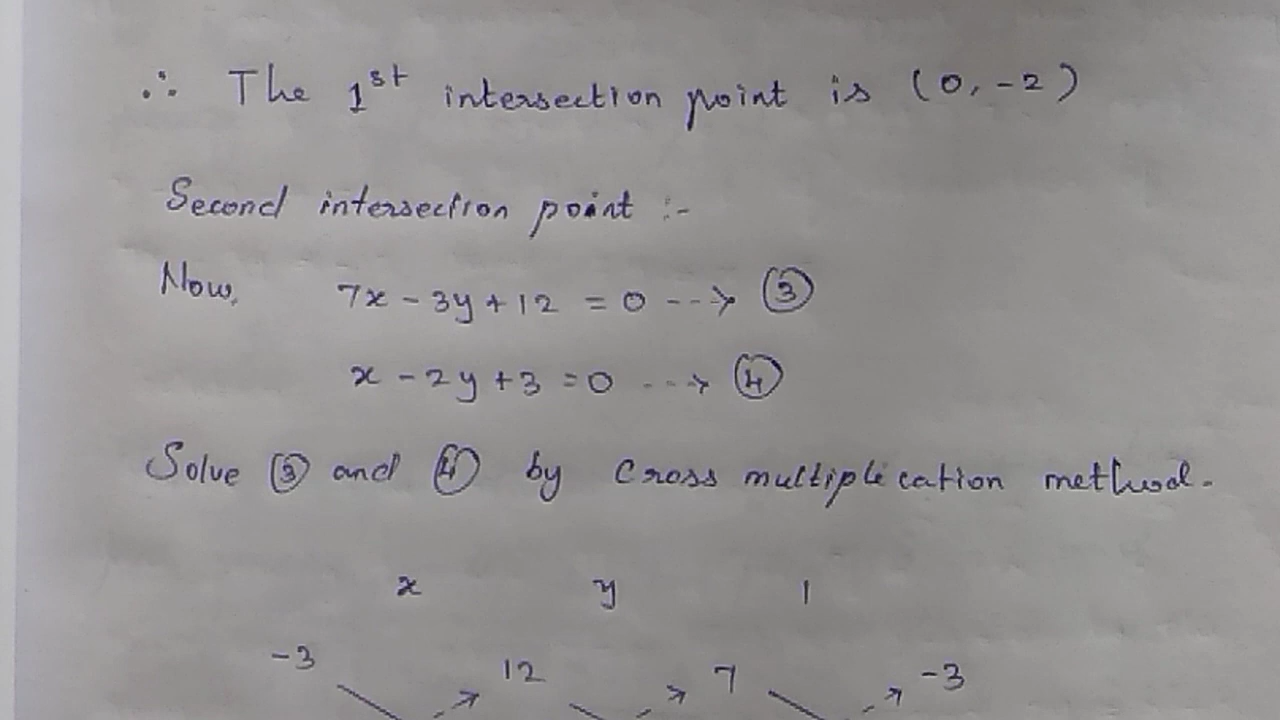 ∴ The 1st intersection point is (0, -2)
Second intersection point :-
Now, 7x - 3y + 12 = 0 ---> ③
x - 2y + 3 = 0 ---> ④
Solve ③ and ④ by Cross multiplication method.
x y 1
-3 12 7 -3